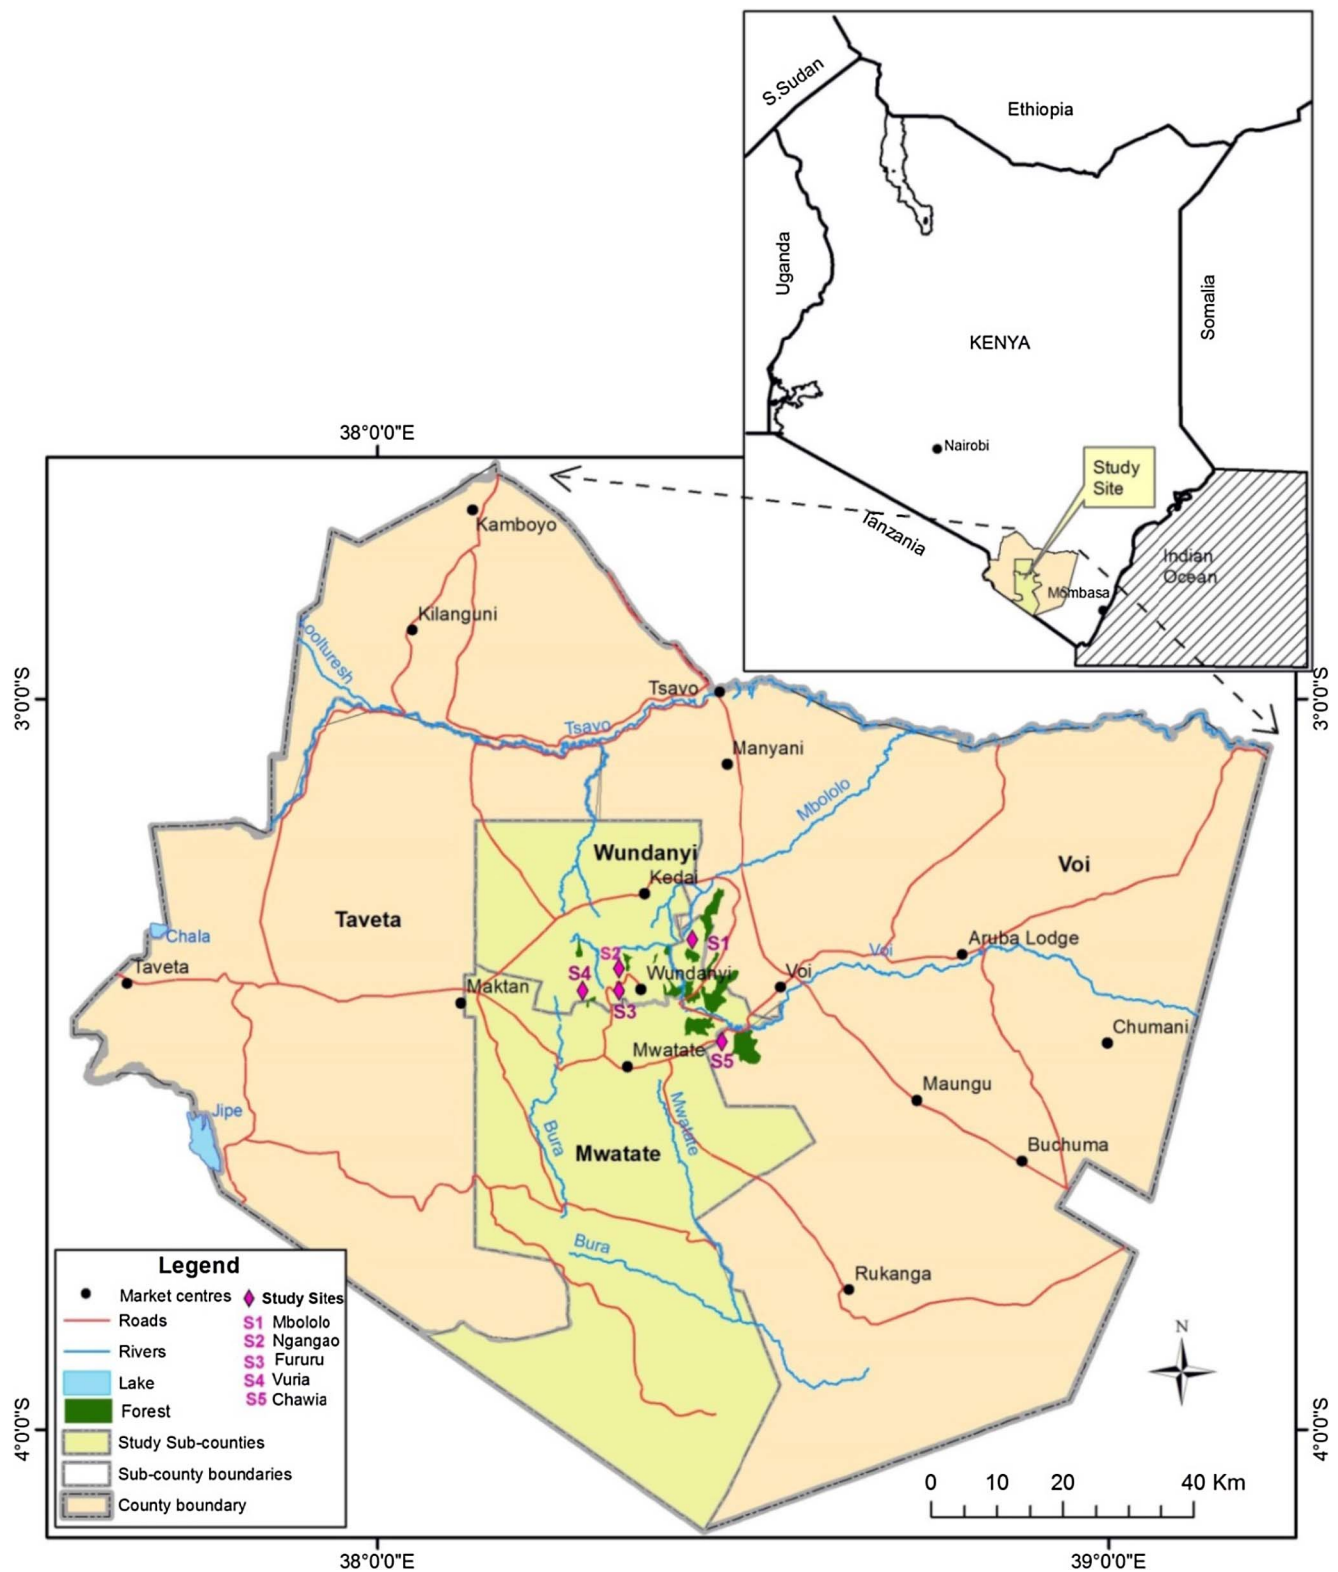 S.Sudan
Ethiopia
Uganda
Somalia
KENYA
Nairobi
Study
Site
Tanzania
Indian
Ocean
Mombasa
38°0'0"E
3°0'0"S
3°0'0"S
Kamboyo
Kilanguni
Loolturesh
Tsavo
Tsavo
Manyani
Mbololo
Wundanyi
Kedai
Voi
Taveta
Chala
Taveta
Maktan
S1
S2
S4
Wundanyi
S3
Voi
Voi
Aruba Lodge
Chumani
Mwatate
S5
Maungu
Jipe
Bura
Mwatate
Mwatate
Buchuma
Bura
Rukanga
Legend
Market centres
Roads
Rivers
Lake
Forest
Study Sub-counties
Sub-county boundaries
County boundary
Study Sites
S1 Mbololo
S2 Ngangao
S3 Fururu
S4 Vuria
S5 Chawia
N
0 10 20 40 Km
4°0'0"S
4°0'0"S
38°0'0"E
39°0'0"E